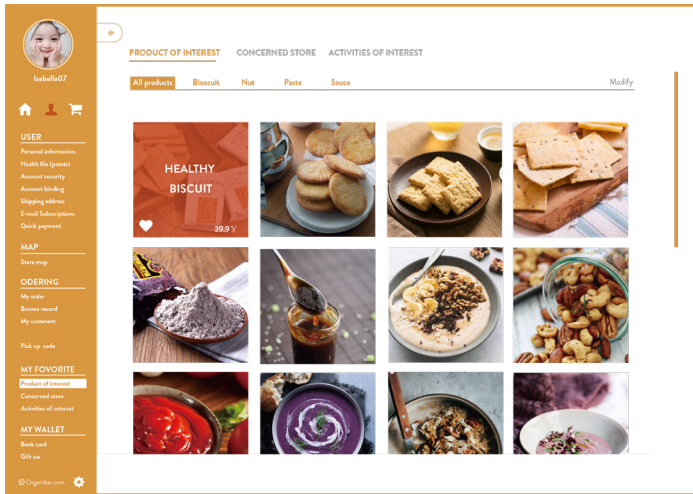 Isabella07
USER
Personal information
Health file (points)
Account security
Account binding
Shipping address
E-mail Subscriptions
Quick payment
MAP
Store map
ODERING
My order
Browse record
My comment
Pick up code
MY FOVORITE
Product of interest
Concerned store
Activities of interest
MY WALLET
Bank card
Gift car
© Organiker.com
PRODUCT OF INTEREST CONCERNED STORE ACTIVITIES OF INTEREST
All products Biuscuit Nut Paste Sauce Modify
HEALTHY
BISCUIT
39.9 Y